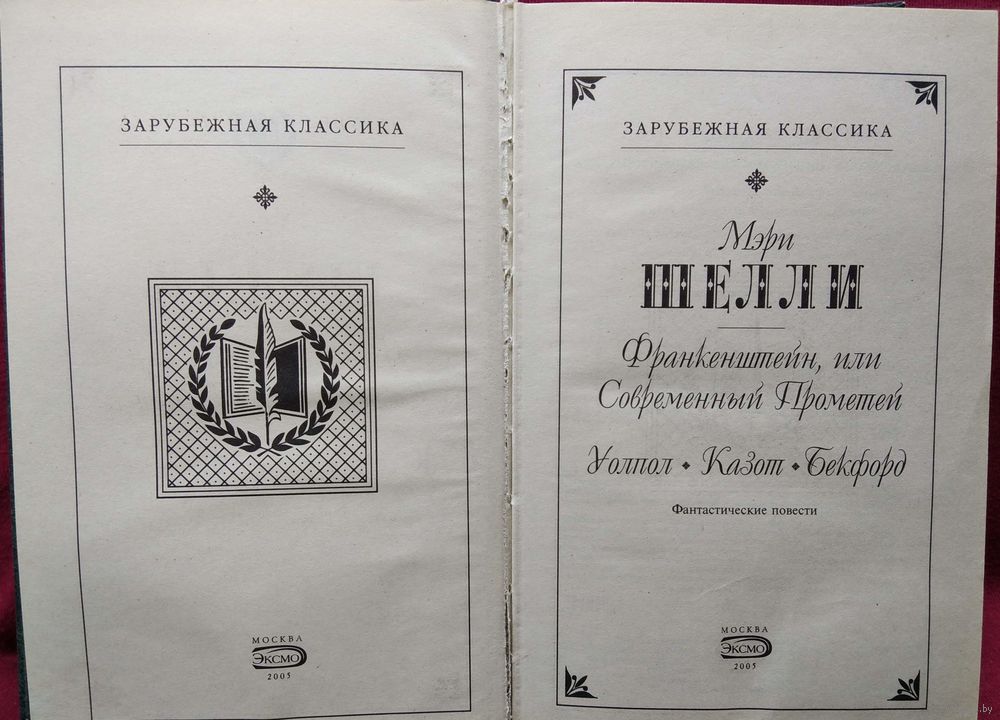 ЗАРУБЕЖНАЯ КЛАССИКА
МОСКВА
ЭКСМО
2005
ЗАРУБЕЖНАЯ КЛАССИКА
Мэри
ШЕЛЛИ
Франкенштейн, или
Современный Прометей
Уолпол • Казот • Бекфорд
Фантастические повести
МОСКВА
ЭКСМО
2005
.by